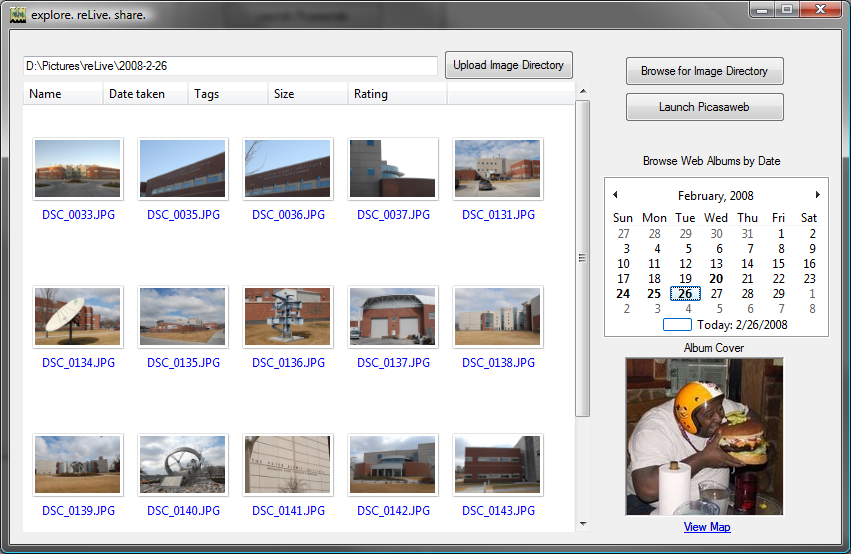 explore. reLive. share.
D:\Pictures\reLive\2008-2-26
Upload Image Directory
Name Date taken Tags Size Rating
DSC_0033.JPG DSC_0035.JPG DSC_0036.JPG DSC_0037.JPG DSC_0131.JPG
DSC_0134.JPG DSC_0135.JPG DSC_0136.JPG DSC_0137.JPG DSC_0138.JPG
DSC_0139.JPG DSC_0140.JPG DSC_0141.JPG DSC_0142.JPG DSC_0143.JPG
Browse for Image Directory
Launch Picasaweb
Browse Web Albums by Date
February, 2008
Sun Mon Tue Wed Thu Fri Sat
27 28 29 30 31 1 2
3 4 5 6 7 8 9
10 11 12 13 14 15 16
17 18 19 20 21 22 23
24 25 26 27 28 29 1
2 3 4 5 6 7 8
Today: 2/26/2008
Album Cover
View Map